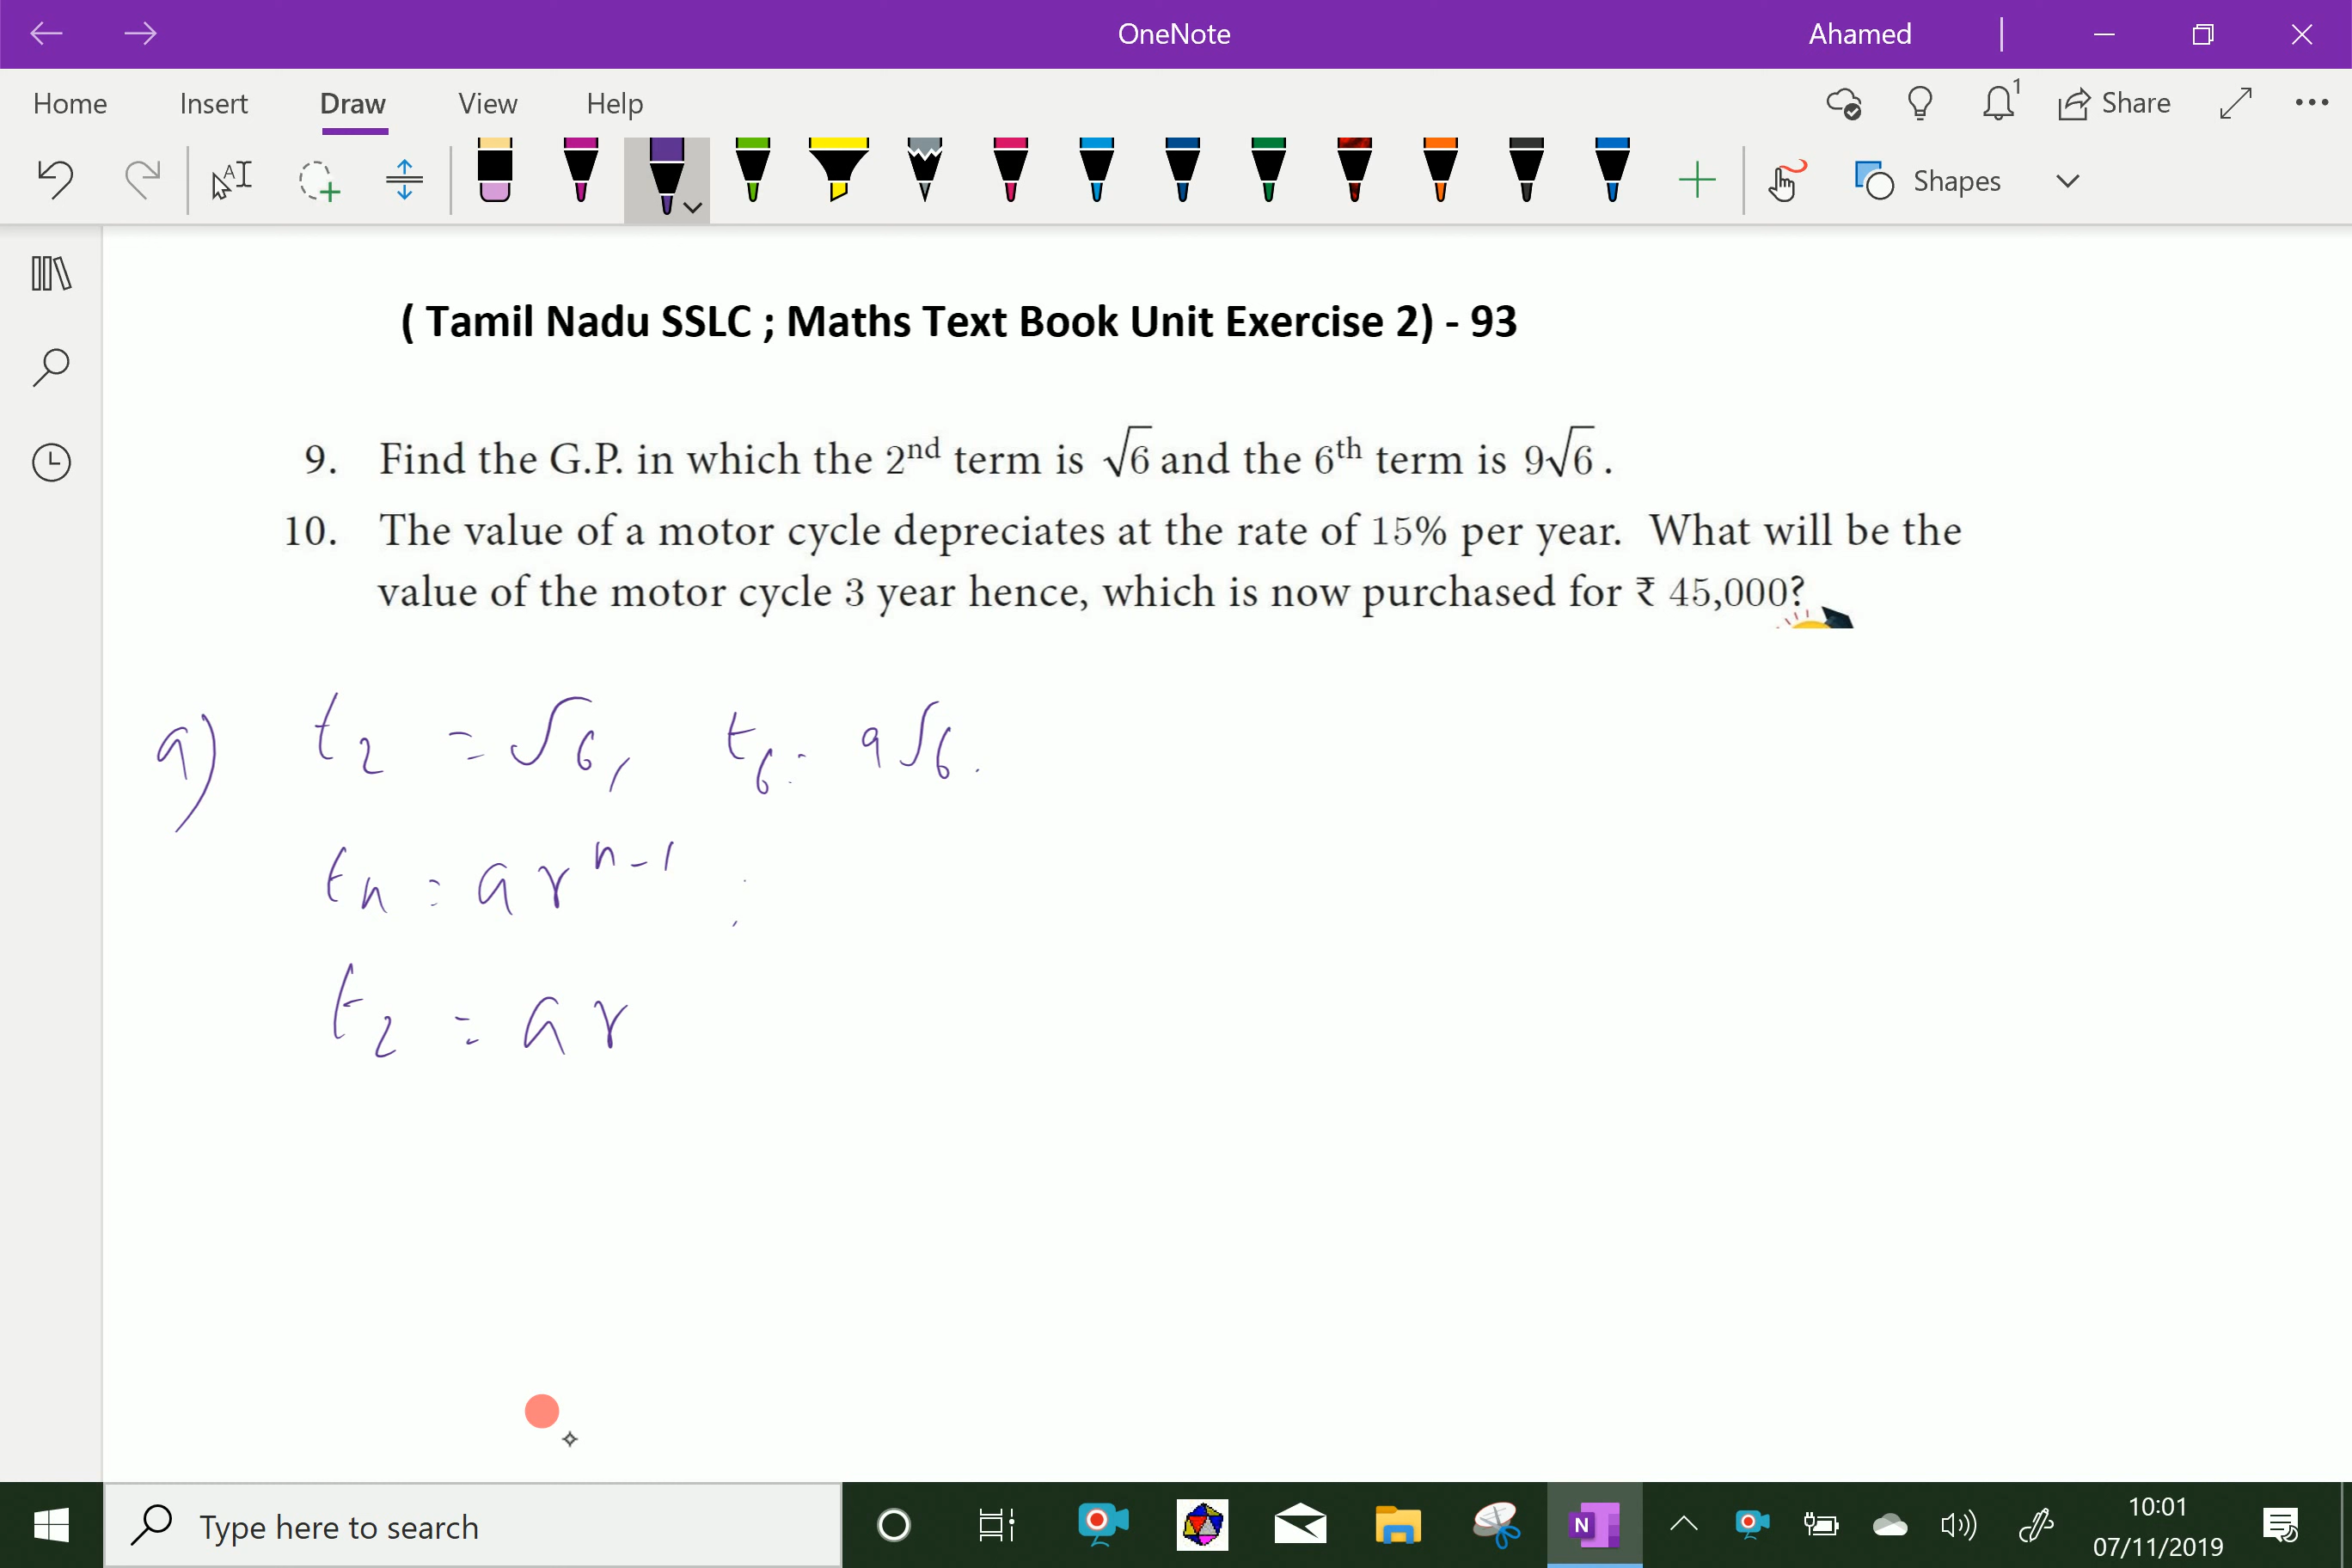 OneNote
Ahamed
Home Insert Draw View Help
1 Share
Shapes
( Tamil Nadu SSLC ; Maths Text Book Unit Exercise 2) - 93
9. Find the G.P. in which the 2nd term is √6 and the 6th term is 9√6 .
10. The value of a motor cycle depreciates at the rate of 15% per year. What will be the
value of the motor cycle 3 year hence, which is now purchased for ₹ 45,000?
9) t2 = √6, t6 = 9√6.
tn = ar^n-1 ;
t2 = ar
Type here to search
N
10:01
07/11/2019